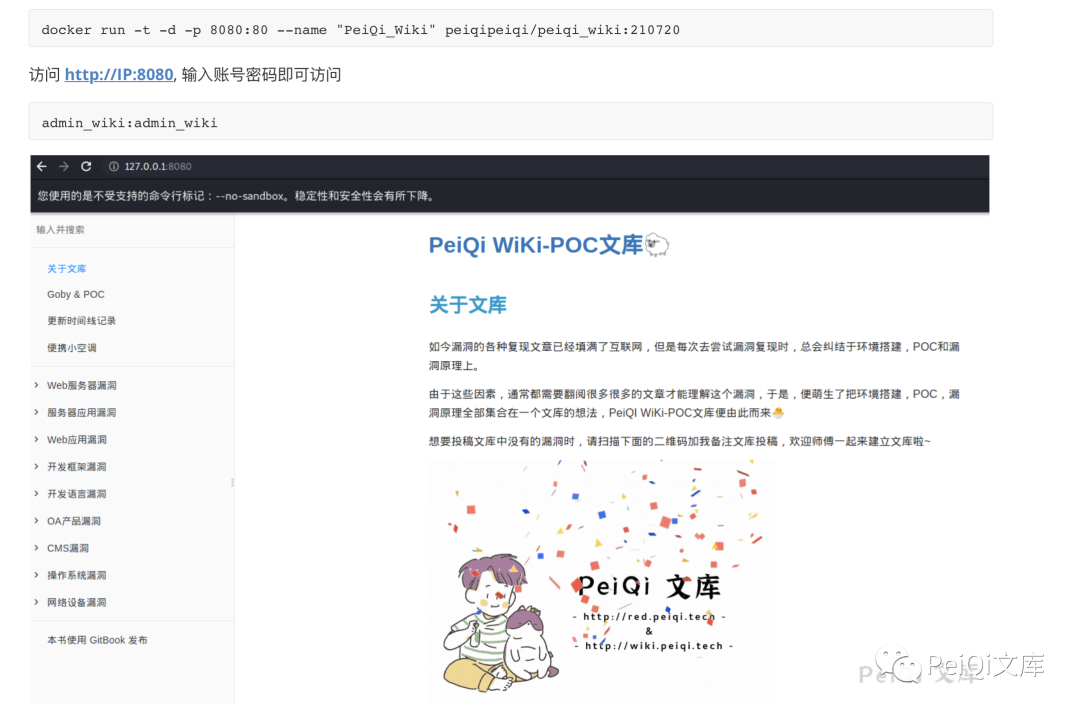 docker run -t -d -p 8080:80 --name "PeiQi_Wiki" peiqipeiqi/peiqi_wiki:210720
访问 http://IP:8080, 输入账号密码即可访问
admin_wiki:admin_wiki
127.0.0.1:8080
您使用的是不受支持的命令行标记：--no-sandbox。稳定性和安全性会有所下降。
输入并搜索
关于文库
Goby & POC
更新时间线记录
便携小空调
Web服务器漏洞
服务器应用漏洞
Web应用漏洞
开发框架漏洞
开发语言漏洞
OA产品漏洞
CMS漏洞
操作系统漏洞
网络设备漏洞
本书使用 GitBook 发布
PeiQi WiKi-POC文库
关于文库
如今漏洞的各种复现文章已经填满了互联网，但是每次去尝试漏洞复现时，总会纠结于环境搭建，POC和漏
洞原理上。
由于这些因素，通常都需要翻阅很多很多的文章才能理解这个漏洞，于是，便萌生了把环境搭建，POC，漏
洞原理全部集合在一个文库的想法，PeiQI WiKi-POC文库便由此而来
想要投稿文库中没有的漏洞时，请扫描下面的二维码加我备注文库投稿，欢迎师傅一起来建立文库啦~
PeiQi 文库
- http://red.peiqi.tech -
&
- http://wiki.peiqi.tech -
PeiQi 文库
PeiQi文库